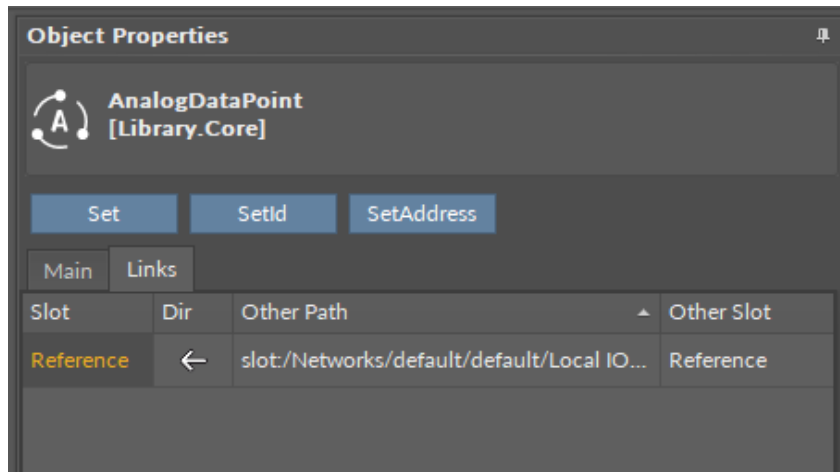 Object Properties
AnalogDataPoint
[Library.Core]
Set SetId SetAddress
Main Links
Slot Dir Other Path Other Slot
Reference slot:/Networks/default/default/Local IO... Reference